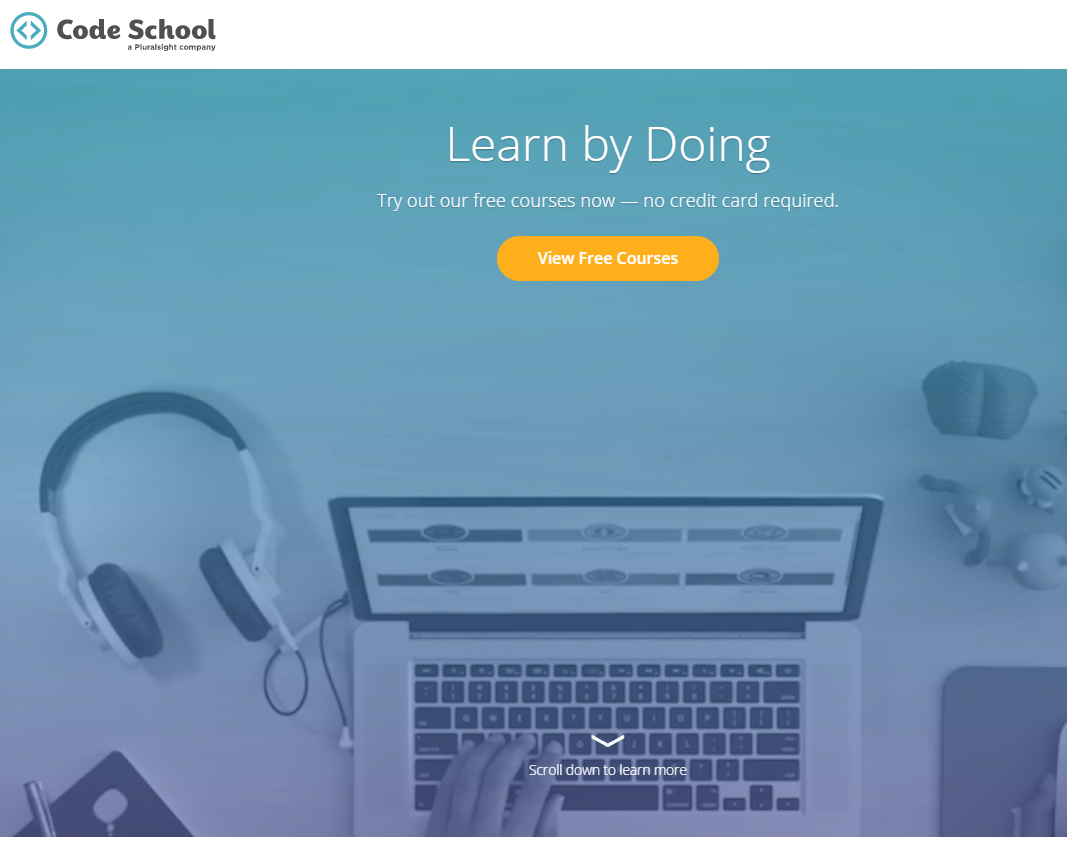 Code School
a Pluralsight company
Learn by Doing
Try out our free courses now — no credit card required.
View Free Courses
Scroll down to learn more